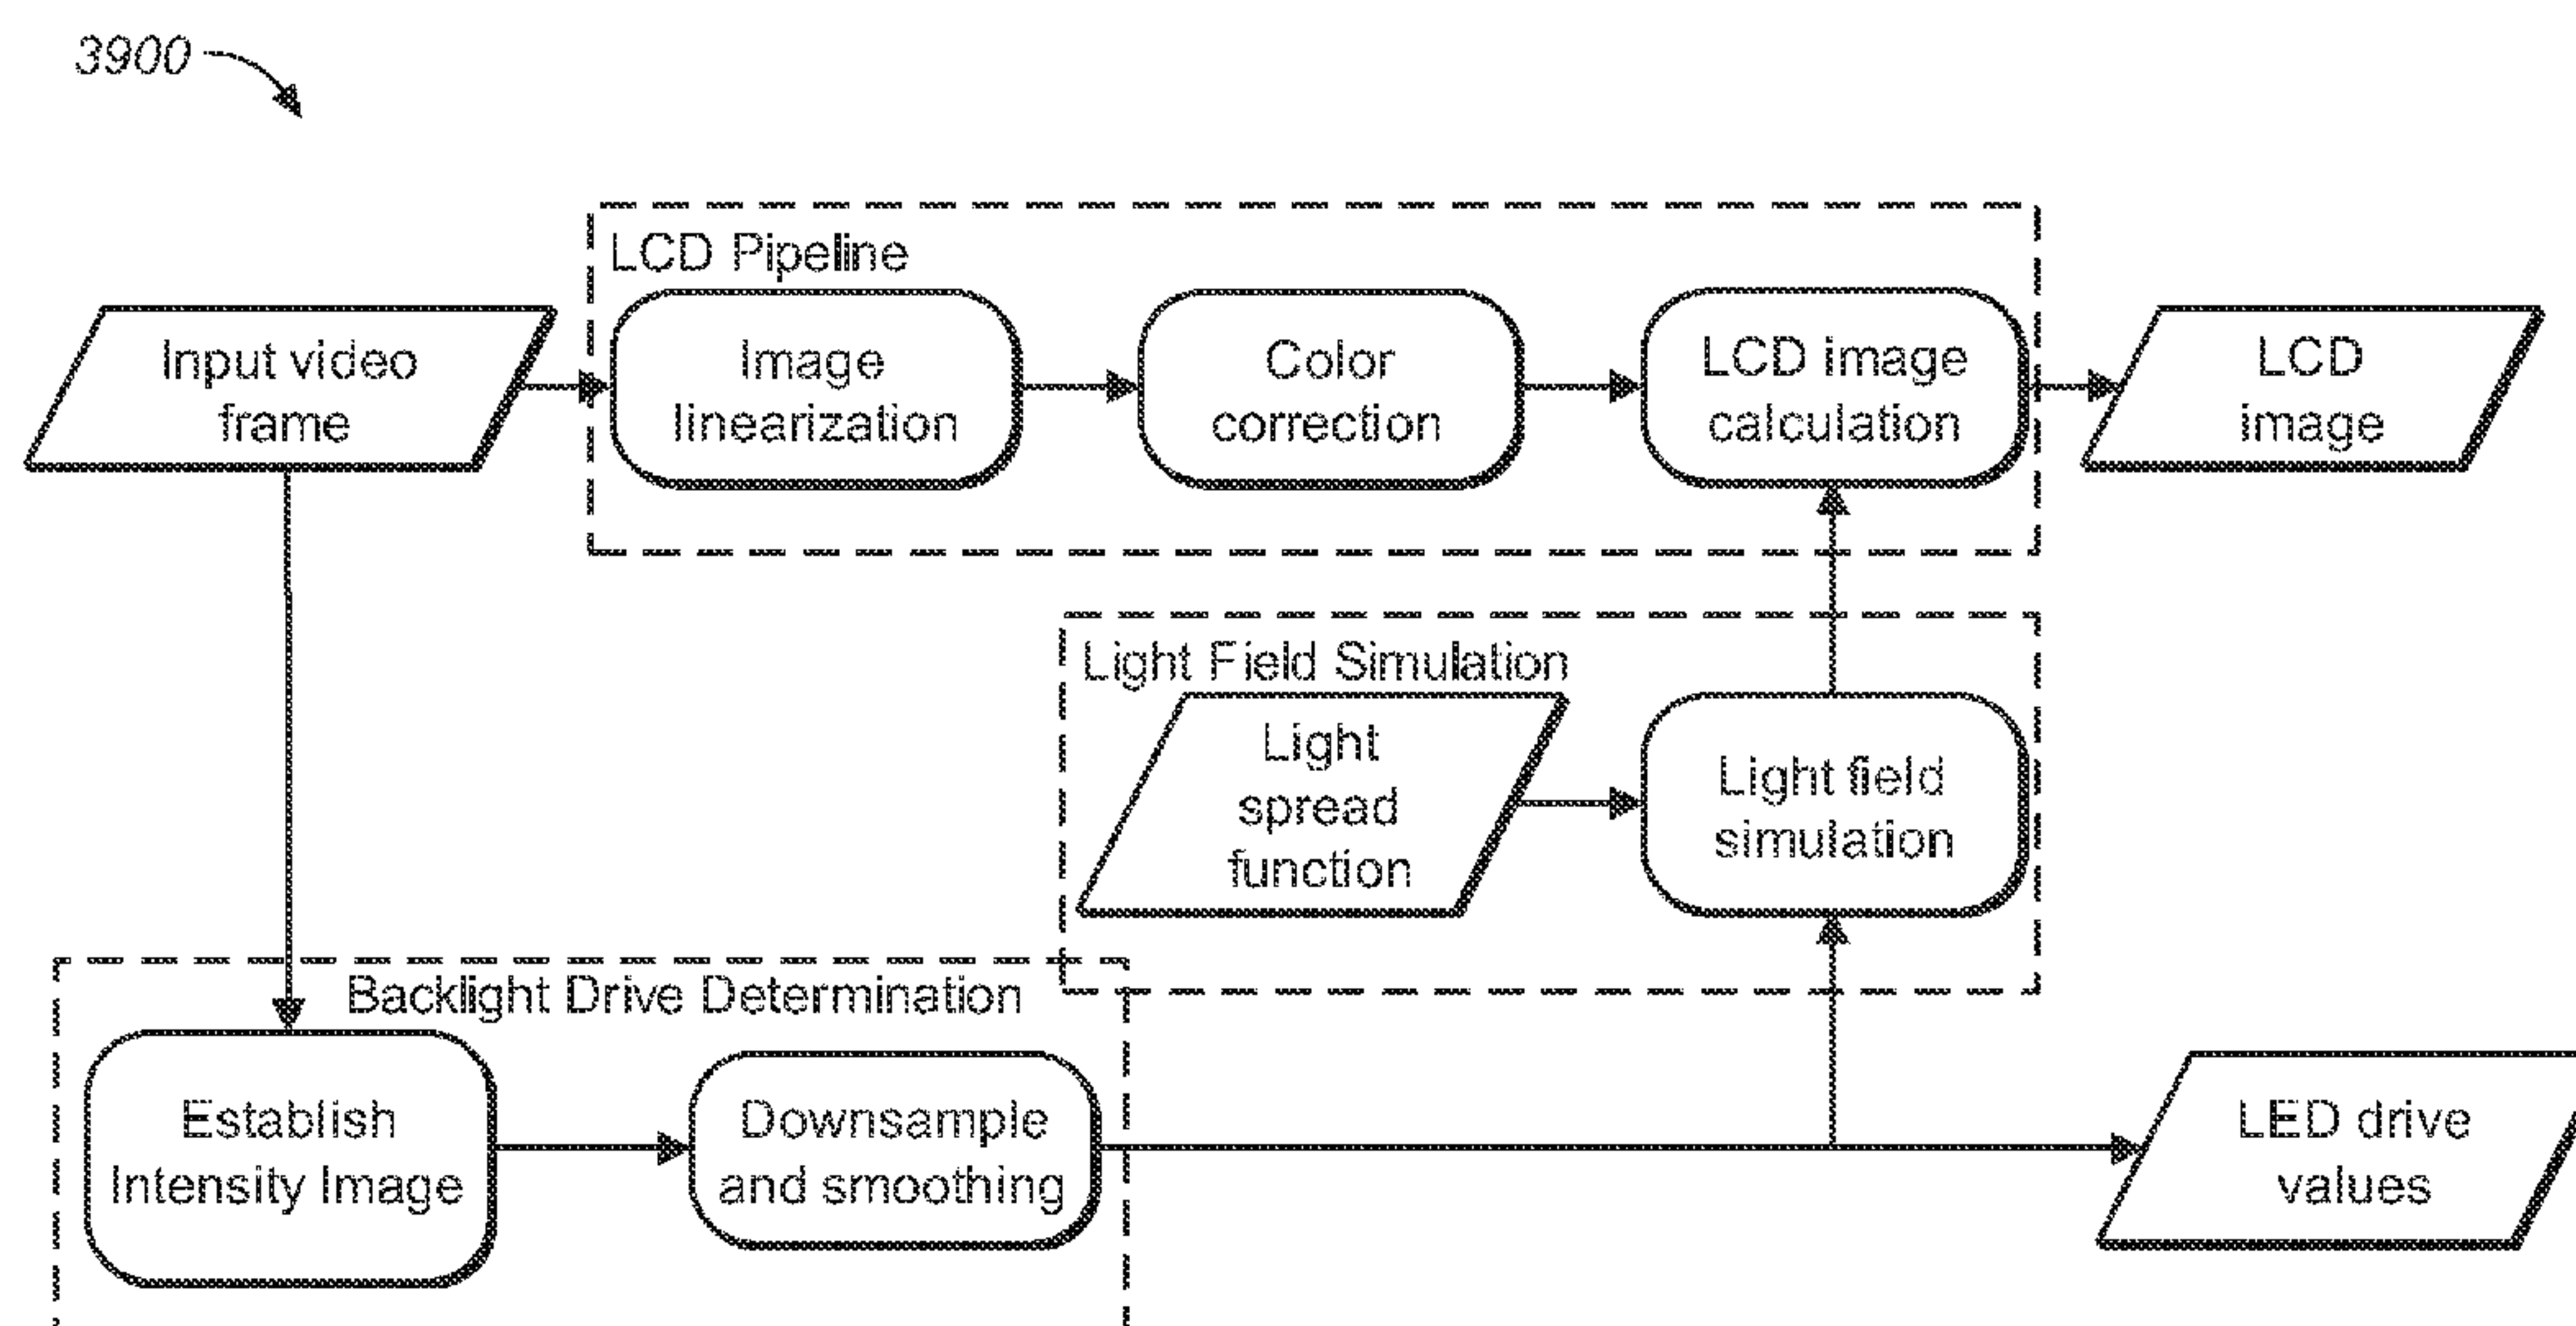 3900
LCD Pipeline
Input video
frame
Image
linearization
Color
correction
LCD image
calculation
LCD
image
Light Field Simulation
Light
spread
function
Light field
simulation
Backlight Drive Determination
Establish
Intensity Image
Downsample
and smoothing
LED drive
values